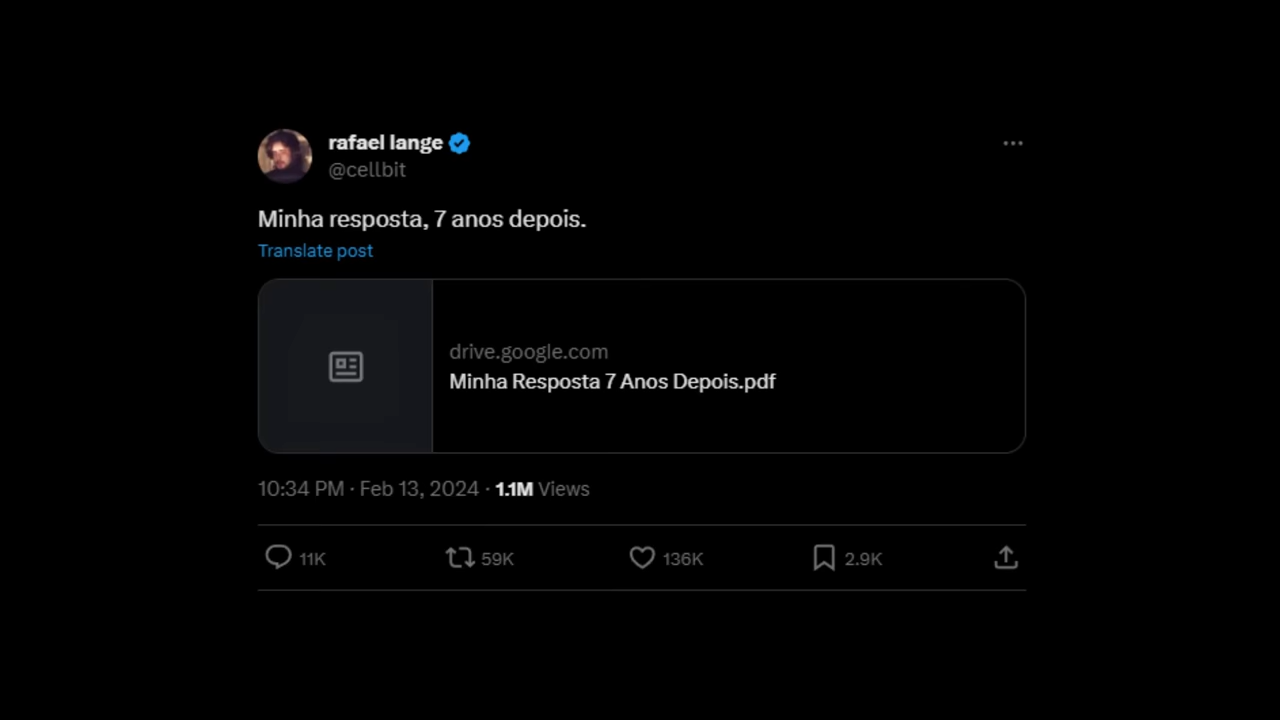 rafael lange
@cellbit
Minha resposta, 7 anos depois.
Translate post
drive.google.com
Minha Resposta 7 Anos Depois.pdf
10:34 PM · Feb 13, 2024 · 1.1M Views
11K 59K 136K 2.9K